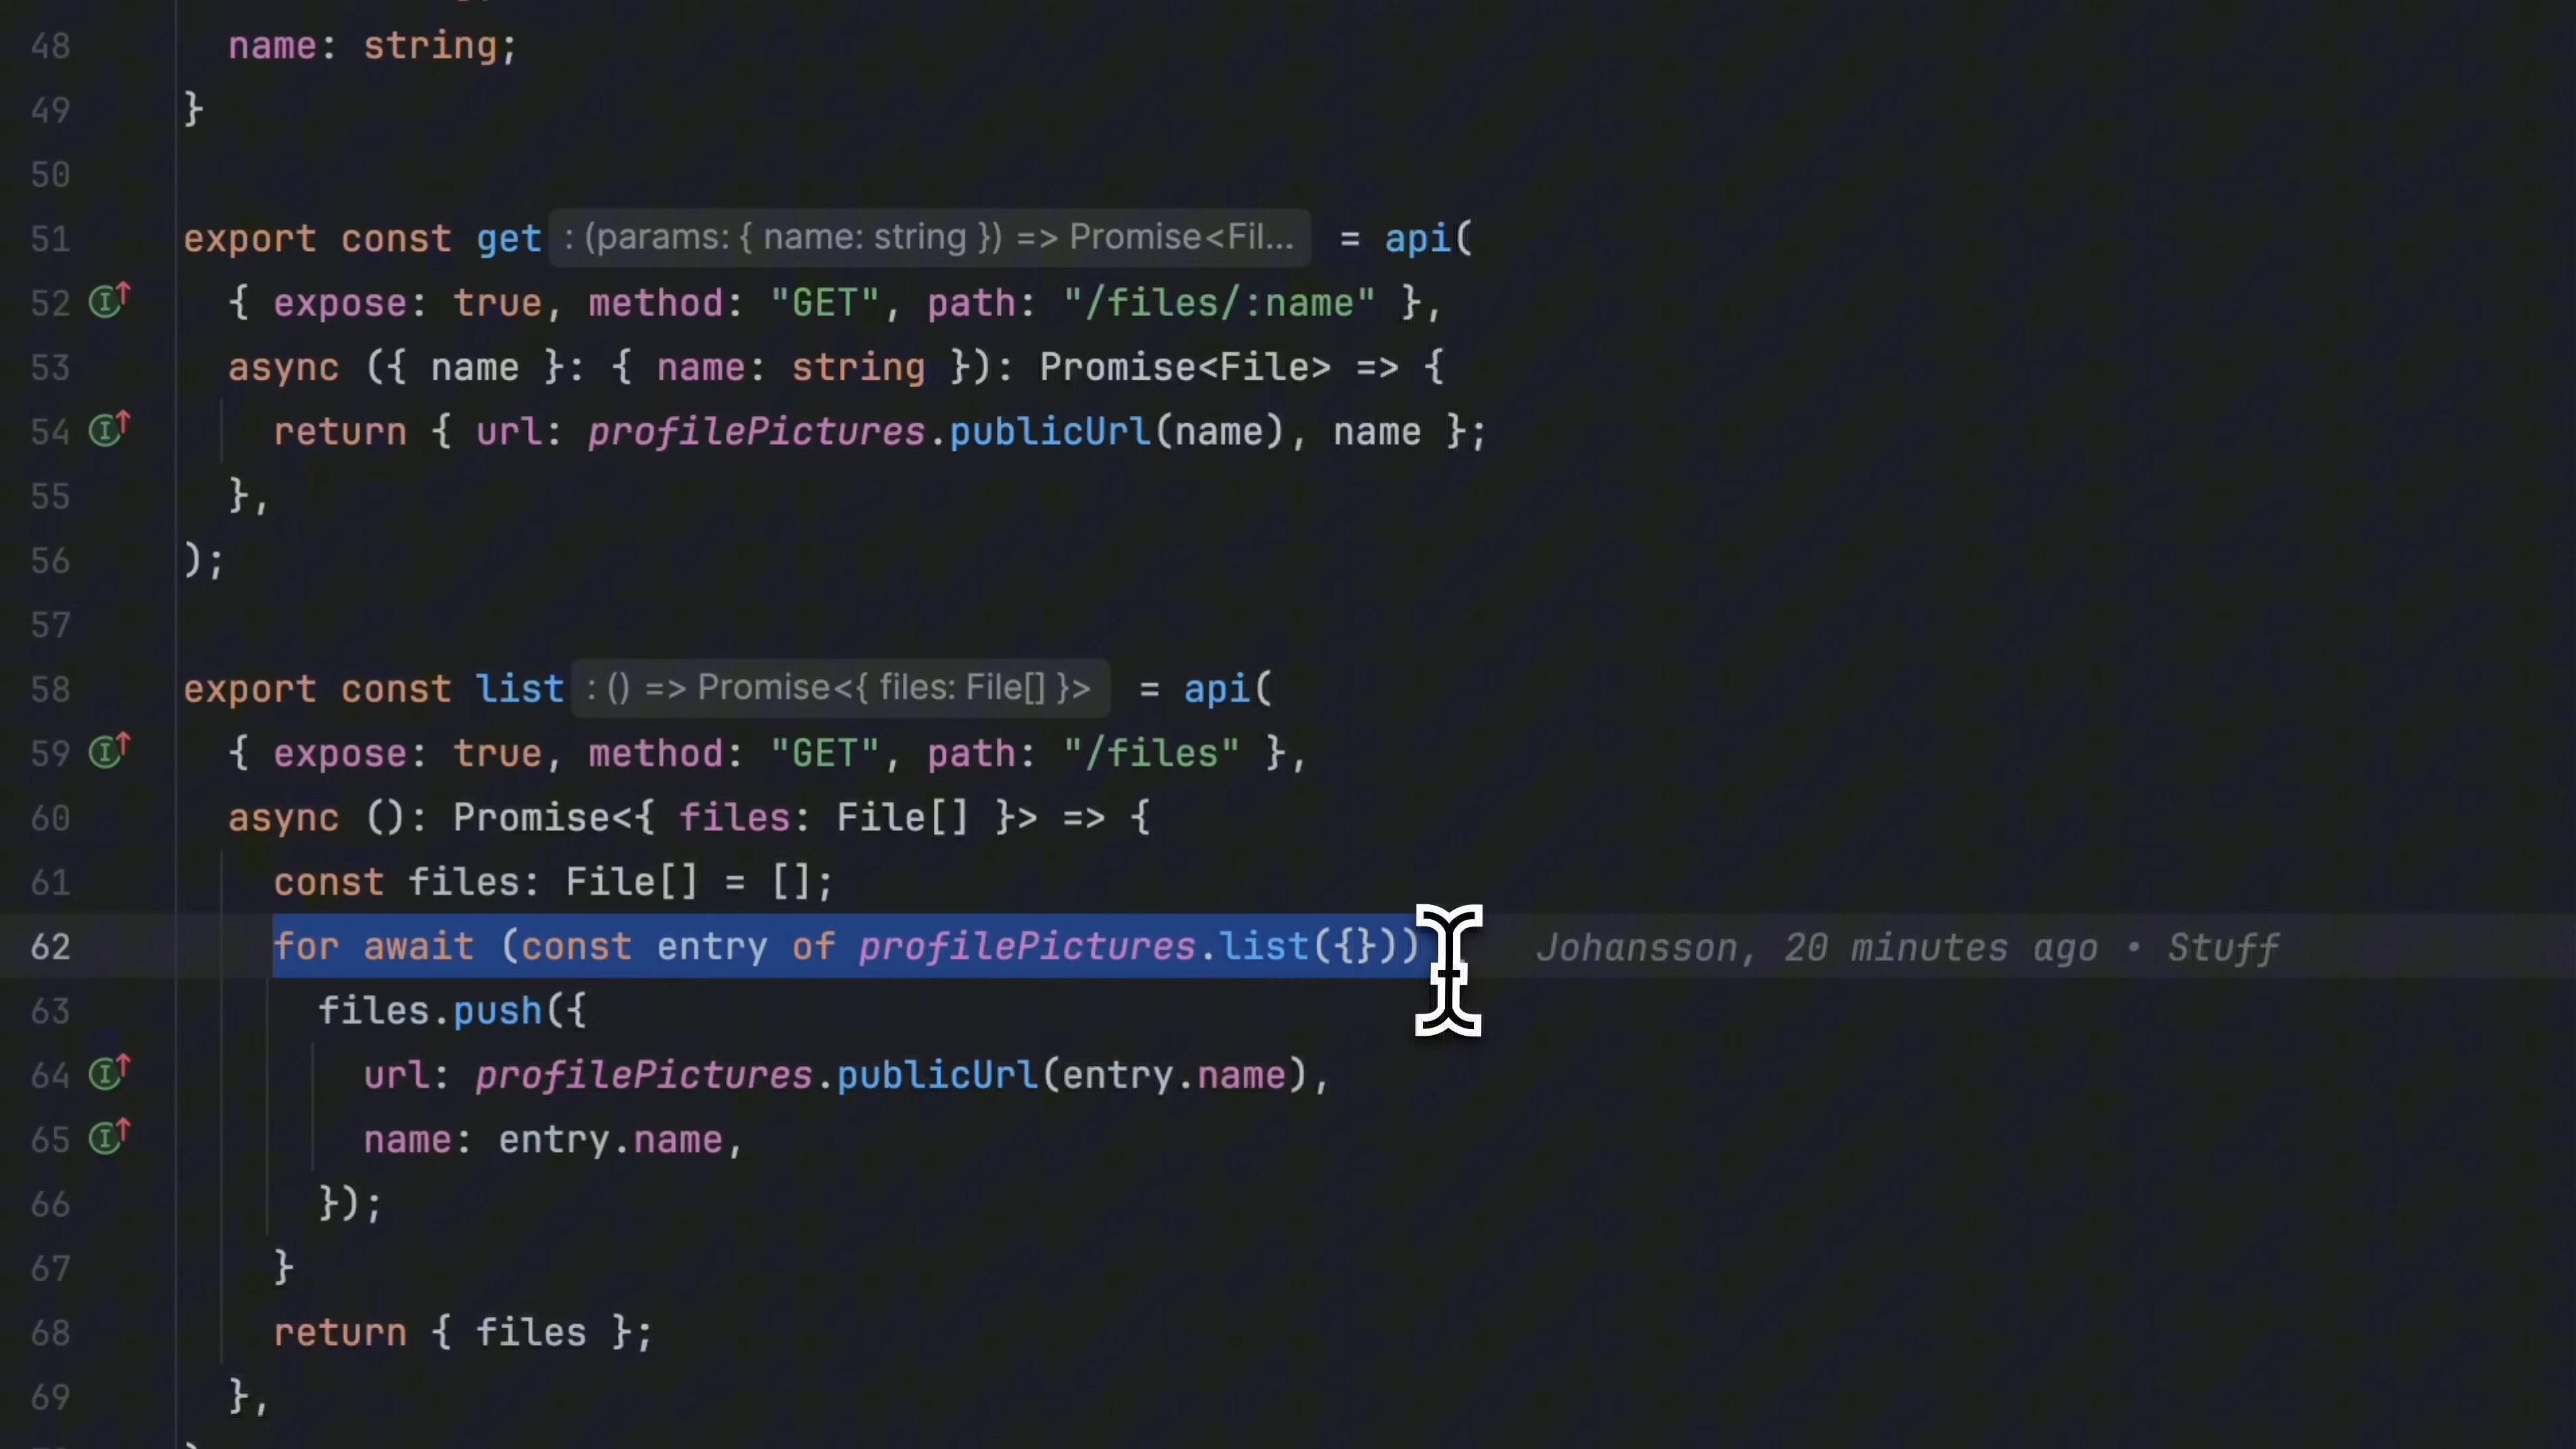 48 name: string;
49 }
50
51 export const get : (params: { name: string }) => Promise<Fil... = api(
52 { expose: true, method: "GET", path: "/files/:name" },
53 async ({ name }: { name: string }): Promise<File> => {
54 return { url: profilePictures.publicUrl(name), name };
55 },
56 );
57
58 export const list : () => Promise<{ files: File[] }> = api(
59 { expose: true, method: "GET", path: "/files" },
60 async (): Promise<{ files: File[] }> => {
61 const files: File[] = [];
62 for await (const entry of profilePictures.list({})) Johansson, 20 minutes ago • Stuff
63 files.push({
64 url: profilePictures.publicUrl(entry.name),
65 name: entry.name,
66 });
67 }
68 return { files };
69 },